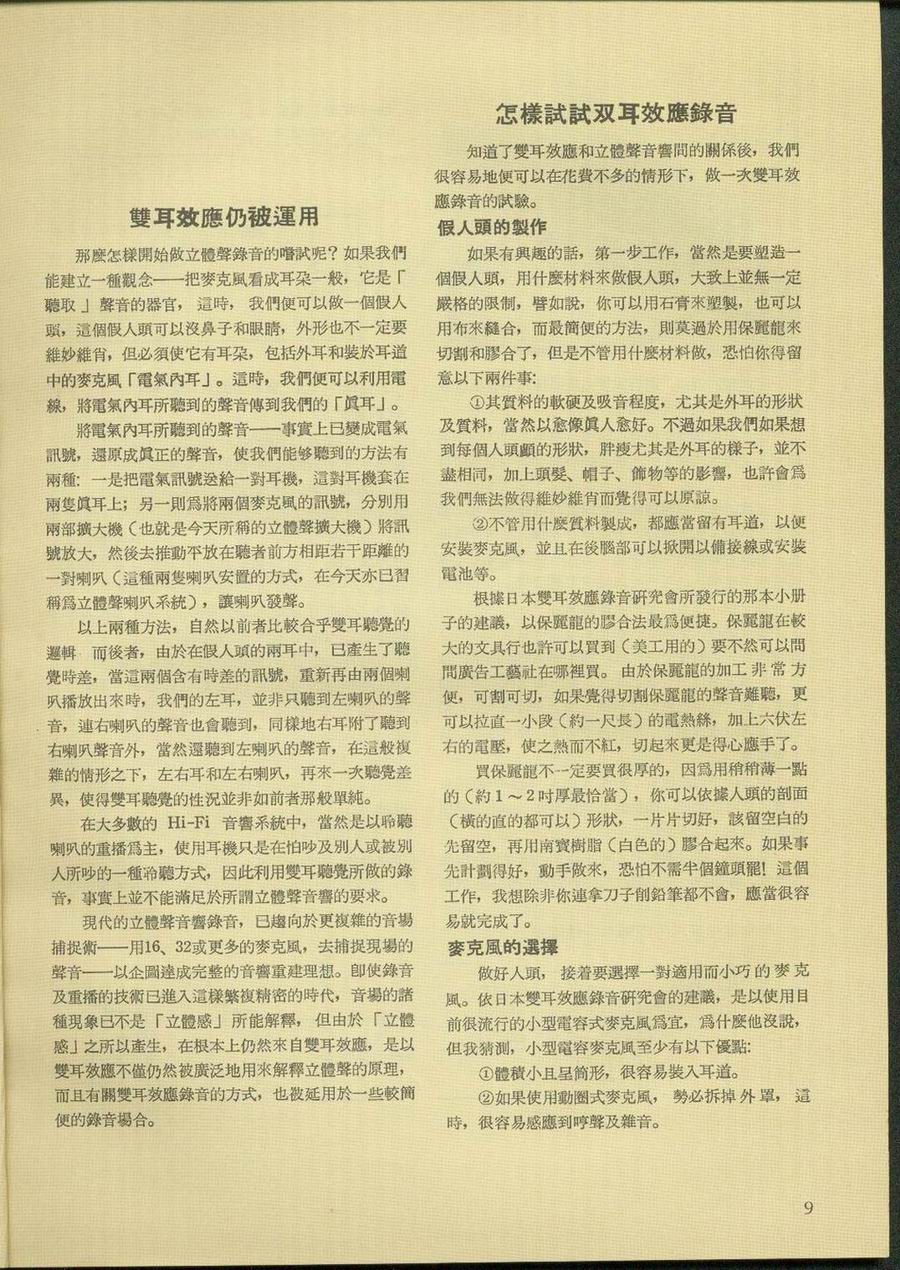 雙耳效應仍被運用
那麽怎樣開始做立體聲錄音的嚐試呢？如果我們
能建立一種觀念——把麥克風看成耳朶一般，它是「
聽取」聲音的器官，這時，我們便可以做一個假人
頭，這個假人頭可以沒鼻子和眼睛，外形也不一定要
維妙維肖，但必須使它有耳朶，包括外耳和裝於耳道
中的麥克風「電氣內耳」。這時，我們便可以利用電
線，將電氣內耳所聽到的聲音傳到我們的「眞耳」。
將電氣內耳所聽到的聲音——事實上已變成電氣
訊號，還原成眞正的聲音，使我們能够聽到的方法有
兩種：一是把電氣訊號送給一對耳機，這對耳機套在
兩隻眞耳上；另一則爲將兩個麥克風的訊號，分別用
兩部擴大機（也就是今天所稱的立體聲擴大機）將訊
號放大，然後去推動平放在聽者前方相距若干距離的
一對喇叭（這種兩隻喇叭安置的方式，在今天亦已習
稱爲立體聲喇叭系統），讓喇叭發聲。
以上兩種方法，自然以前者比較合乎雙耳聽覺的
邏輯　而後者，由於在假人頭的兩耳中，已產生了聽
覺時差，當這兩個含有時差的訊號，重新再由兩個喇
叭播放出來時，我們的左耳，並非只聽到左喇叭的聲
音，連右喇叭的聲音也會聽到，同樣地右耳附了聽到
右喇叭聲音外，當然還聽到左喇叭的聲音，在這般複
雜的情形之下，左右耳和左右喇叭，再來一次聽覺差
異，使得雙耳聽覺的性況並非如前者那般單純。
在大多數的 Hi-Fi 音響系統中，當然是以聆聽
喇叭的重播爲主，使用耳機只是在怕吵及別人或被別
人所吵的一種聆聽方式，因此利用雙耳聽覺所做的錄
音，事實上並不能滿足於所謂立體聲音響的要求。
現代的立體聲音響錄音，已趨向於更複雜的音場
捕捉術——用16、32或更多的麥克風，去捕捉現場的
聲音——以企圖達成完整的音響重建理想。卽使錄音
及重播的技術已進入這樣繁複精密的時代，音場的諸
種現象已不是「立體感」所能解釋，但由於「立體
感」之所以產生，在根本上仍然來自雙耳效應，是以
雙耳效應不僅仍然被廣泛地用來解釋立體聲的原理，
而且有關雙耳效應錄音的方式，也被延用於一些較簡
便的錄音場合。
怎樣試試双耳效應錄音
知道了雙耳效應和立體聲音響間的關係後，我們
很容易地便可以在花費不多的情形下，做一次雙耳效
應錄音的試驗。
假人頭的製作
如果有興趣的話，第一步工作，當然是要塑造一
個假人頭，用什麽材料來做假人頭，大致上並無一定
嚴格的限制，譬如說，你可以用石膏來塑製，也可以
用布來縫合，而最簡便的方法，則莫過於用保麗龍來
切割和膠合了，但是不管用什麽材料做，恐怕你得留
意以下兩件事：
①其質料的軟硬及吸音程度，尤其是外耳的形狀
及質料，當然以愈像眞人愈好。不過如果我們如果想
到每個人頭顱的形狀，胖瘦尤其是外耳的樣子，並不
盡相同，加上頭髮、帽子、飾物等的影響，也許會爲
我們無法做得維妙維肖而覺得可以原諒。
②不管用什麽質料製成，都應當留有耳道，以便
安裝麥克風，並且在後腦部可以掀開以備接線或安裝
電池等。
根據日本雙耳效應錄音硏究會所發行的那本小册
子的建議，以保麗龍的膠合法最爲便捷。保麗龍在較
大的文具行也許可以買到（美工用的）要不然可以問
問廣告工藝社在哪裡買。由於保麗龍的加工非常方
便，可割可切，如果覺得切割保麗龍的聲音難聽，更
可以拉直一小段（約一尺長）的電熱絲，加上六伏左
右的電壓，使之熱而不紅，切起來更是得心應手了。
買保麗龍不一定要買很厚的，因爲用稍稍薄一點
的（約1～2吋厚最恰當），你可以依據人頭的剖面
（橫的直的都可以）形狀，一片片切好，該留空白的
先留空，再用南寶樹脂（白色的）膠合起來。如果事
先計劃得好，動手做來，恐怕不需半個鐘頭罷！這個
工作，我想除非你連拿刀子削鉛筆都不會，應當很容
易就完成了。
麥克風的選擇
做好人頭，接着要選擇一對適用而小巧的麥克
風。依日本雙耳效應錄音硏究會的建議，是以使用目
前很流行的小型電容式麥克風爲宜，爲什麽他沒說，
但我猜測，小型電容麥克風至少有以下優點：
①體積小且呈筒形，很容易裝入耳道。
②如果使用動圈式麥克風，勢必拆掉外罩，這
時，很容易感應到哼聲及雜音。
9